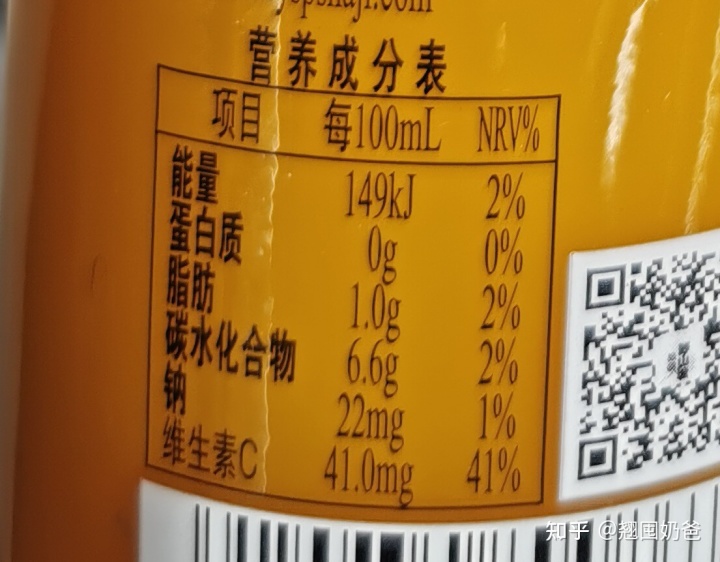 营养成分表
项目 每100mL NRV%
能量 149kJ 2%
蛋白质 0g 0%
脂肪 1.0g 2%
碳水化合物 6.6g 2%
钠 22mg 1%
维生素C 41.0mg 41%
知乎 @翘囯奶爸